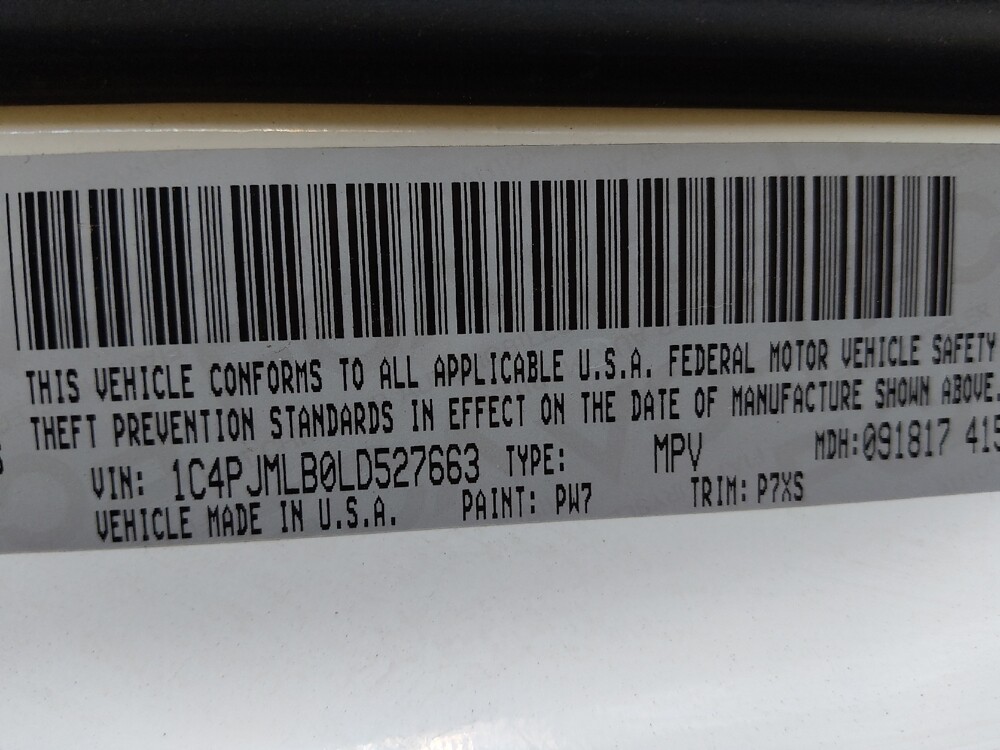 THIS VEHICLE CONFORMS TO ALL APPLICABLE U.S.A. FEDERAL MOTOR VEHICLE SAFETY
THEFT PREVENTION STANDARDS IN EFFECT ON THE DATE OF MANUFACTURE SHOWN ABOVE.
VIN: 1C4PJMLB0LD527663 TYPE: MPV MDH: 091817 415
VEHICLE MADE IN U.S.A. PAINT: PW7 TRIM: P7XS